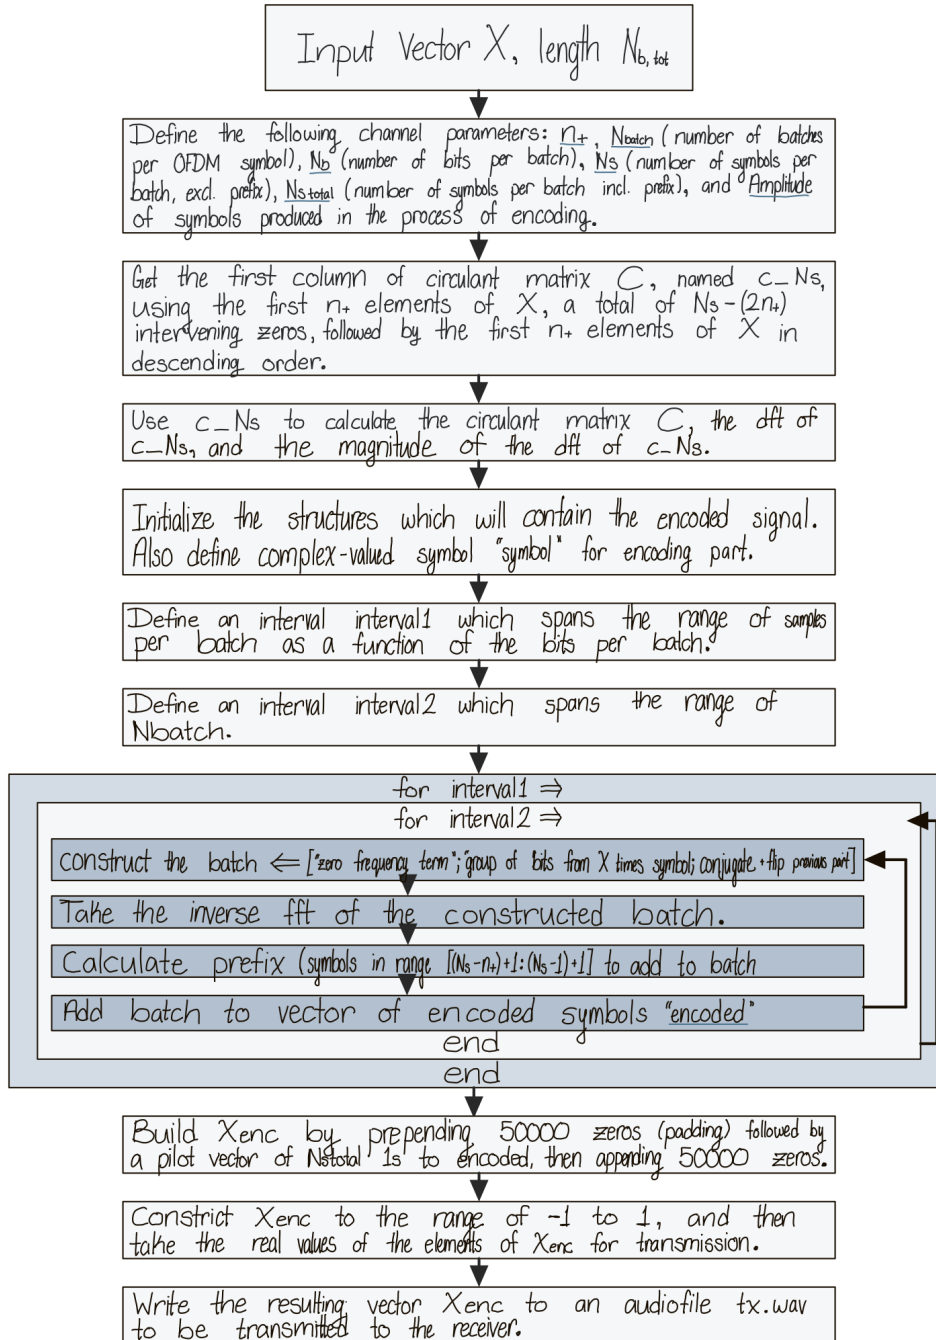 Input Vector X, length Nb,tot
Define the following channel parameters: n+, Nbatch (number of batches
per OFDM symbol), Nb (number of bits per batch), Ns (number of symbols per
batch, excl. prefix), Nstotal (number of symbols per batch incl. prefix), and Amplitude
of symbols produced in the process of encoding.
Get the first column of circulant matrix C, named c_Ns,
using the first n+ elements of X, a total of Ns-(2n+)
intervening zeros, followed by the first n+ elements of X in
descending order.
Use c_Ns to calculate the circulant matrix C, the dft of
c_Ns, and the magnitude of the dft of c_Ns.
Initialize the structures which will contain the encoded signal.
Also define complex-valued symbol "symbol" for encoding part.
Define an interval interval1 which spans the range of samples
per batch as a function of the bits per batch.
Define an interval interval2 which spans the range of
Nbatch.
for interval1 ⇒
for interval2 ⇒
construct the batch ⇐ ["zero frequency term"; "group of bits from X times symbol; conjugate + flip previous part]
Take the inverse fft of the constructed batch.
Calculate prefix (symbols in range [(Ns-n+)+1:(Ns-1)+1] to add to batch
Add batch to vector of encoded symbols "encoded"
end
end
Build Xenc by prepending 50000 zeros (padding) followed by
a pilot vector of Nstotal 1s to encoded, then appending 50000 zeros.
Constrict Xenc to the range of -1 to 1, and then
take the real values of the elements of Xenc for transmission.
Write the resulting vector Xenc to an audiofile tx.wav
to be transmitted to the receiver.